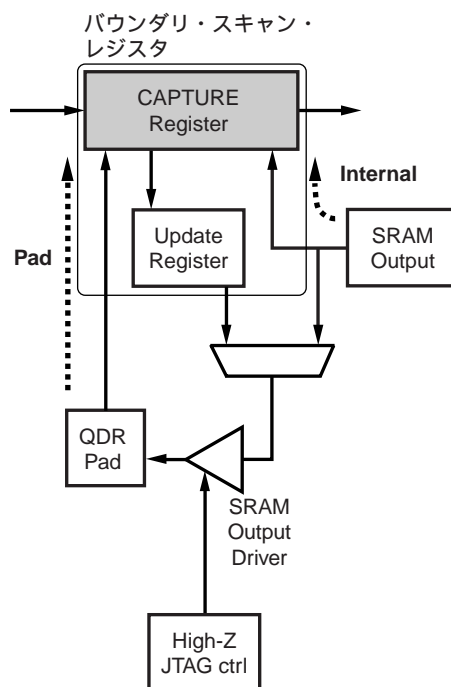 バウンダリ・スキャン・
レジスタ
CAPTURE
Register
Internal
Pad
Update
Register
SRAM
Output
QDR
Pad
SRAM
Output
Driver
High-Z
JTAG ctrl